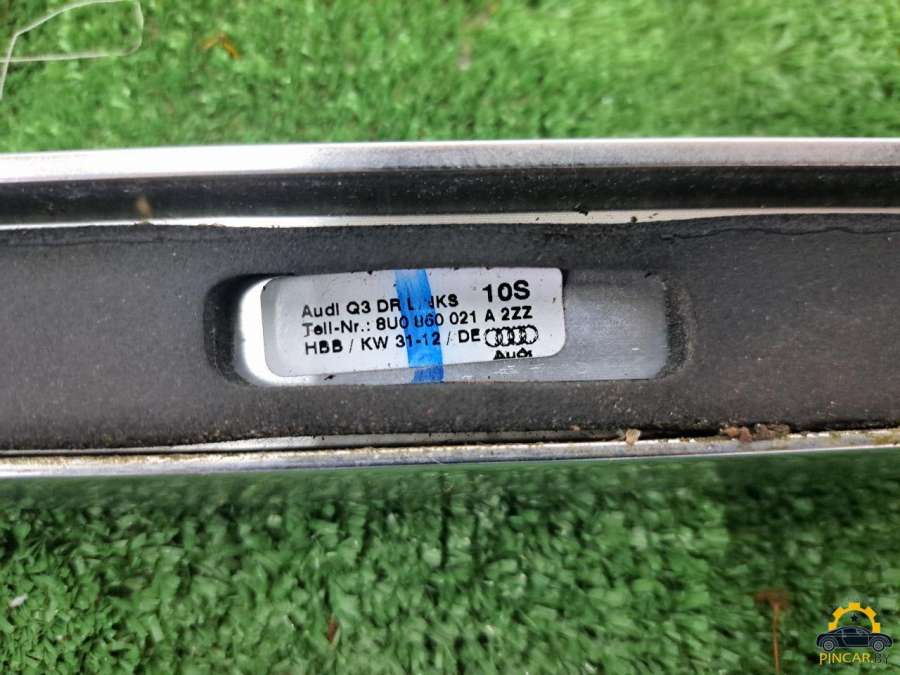 Audi Q3 DR LINKS 10S
Teil-Nr.: 8U0 860 021 A 2ZZ
HBB / KW 31-12 / DE
Audi
PINCAR.BY